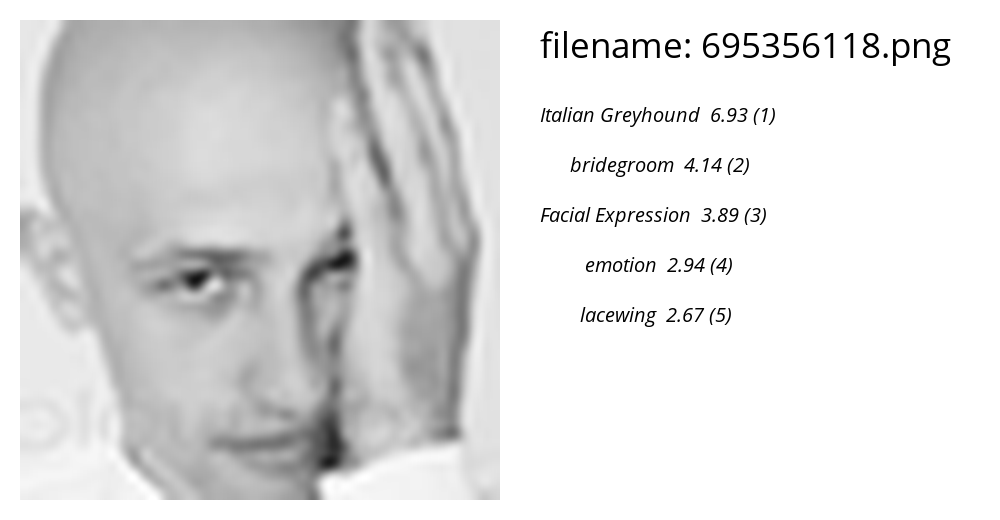 filename: 695356118.png
Italian Greyhound 6.93 (1)
bridegroom 4.14 (2)
Facial Expression 3.89 (3)
emotion 2.94 (4)
lacewing 2.67 (5)